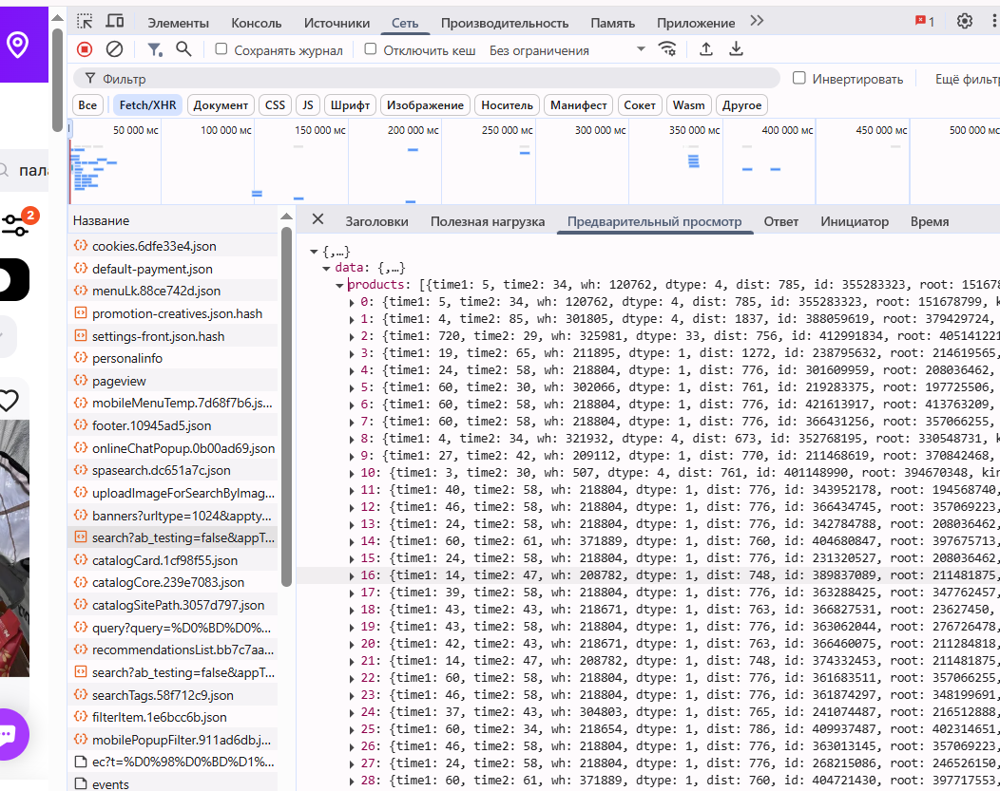 Элементы Консоль Источники Сеть Производительность Память Приложение 1
Сохранять журнал Отключить кеш Без ограничения
Фильтр Инвертировать Ещё фильт
Все Fetch/XHR Документ CSS JS Шрифт Изображение Носитель Манифест Сокет Wasm Другое
50 000 мс 100 000 мс 150 000 мс 200 000 мс 250 000 мс 300 000 мс 350 000 мс 400 000 мс 450 000 мс 500 000 мс
пала
2
Название
cookies.6dfe33e4.json
default-payment.json
menuLk.88ce742d.json
promotion-creatives.json.hash
settings-front.json.hash
personalinfo
pageview
mobileMenuTemp.7d68f7b6.js...
footer.10945ad5.json
onlineChatPopup.0b00ad69.json
spasearch.dc651a7c.json
uploadImageForSearchByImag...
banners?urltype=1024&appty...
search?ab_testing=false&appT...
catalogCard.1cf98f55.json
catalogCore.239e7083.json
catalogSitePath.3057d797.json
query?query=%D0%BD%D0%...
recommendationsList.bb7c7aa...
search?ab_testing=false&appT...
searchTags.58f712c9.json
filterItem.1e6bcc6b.json
mobilePopupFilter.911ad6db.j...
ec?t=%D0%98%D0%BD%D1%...
events
Заголовки Полезная нагрузка Предварительный просмотр Ответ Инициатор Время
{,…}
data: {,…}
products: [{time1: 5, time2: 34, wh: 120762, dtype: 4, dist: 785, id: 355283323, root: 151678
0: {time1: 5, time2: 34, wh: 120762, dtype: 4, dist: 785, id: 355283323, root: 151678799, k
1: {time1: 4, time2: 85, wh: 301805, dtype: 4, dist: 1837, id: 388059619, root: 379429724,
2: {time1: 720, time2: 29, wh: 325981, dtype: 33, dist: 756, id: 412991834, root: 405141221
3: {time1: 19, time2: 65, wh: 211895, dtype: 1, dist: 1272, id: 238795632, root: 214619565,
4: {time1: 24, time2: 58, wh: 218804, dtype: 1, dist: 776, id: 301609959, root: 208036462,
5: {time1: 60, time2: 30, wh: 302066, dtype: 1, dist: 761, id: 219283375, root: 197725506,
6: {time1: 60, time2: 58, wh: 218804, dtype: 1, dist: 776, id: 421613917, root: 413763209,
7: {time1: 60, time2: 58, wh: 218804, dtype: 1, dist: 776, id: 366431256, root: 357066255,
8: {time1: 4, time2: 34, wh: 321932, dtype: 4, dist: 673, id: 352768195, root: 330548731, k
9: {time1: 27, time2: 42, wh: 209112, dtype: 1, dist: 770, id: 211468619, root: 370842468,
10: {time1: 3, time2: 30, wh: 507, dtype: 4, dist: 761, id: 401148990, root: 394670348, kin
11: {time1: 40, time2: 58, wh: 218804, dtype: 1, dist: 776, id: 343952178, root: 194568740,
12: {time1: 46, time2: 58, wh: 218804, dtype: 1, dist: 776, id: 366434745, root: 357069223,
13: {time1: 24, time2: 58, wh: 218804, dtype: 1, dist: 776, id: 342784788, root: 208036462,
14: {time1: 60, time2: 61, wh: 371889, dtype: 1, dist: 760, id: 404680847, root: 397675713,
15: {time1: 24, time2: 58, wh: 218804, dtype: 1, dist: 776, id: 231320527, root: 208036462,
16: {time1: 14, time2: 47, wh: 208782, dtype: 1, dist: 748, id: 389837089, root: 211481875,
17: {time1: 39, time2: 58, wh: 218804, dtype: 1, dist: 776, id: 363288425, root: 347762457,
18: {time1: 43, time2: 43, wh: 218671, dtype: 1, dist: 763, id: 366827531, root: 23627450,
19: {time1: 43, time2: 58, wh: 218804, dtype: 1, dist: 776, id: 363062044, root: 276726478,
20: {time1: 42, time2: 43, wh: 218671, dtype: 1, dist: 763, id: 366460075, root: 211284818,
21: {time1: 14, time2: 47, wh: 208782, dtype: 1, dist: 748, id: 374332453, root: 211481875,
22: {time1: 60, time2: 58, wh: 218804, dtype: 1, dist: 776, id: 361683511, root: 357066255,
23: {time1: 46, time2: 58, wh: 218804, dtype: 1, dist: 776, id: 361874297, root: 348199691,
24: {time1: 37, time2: 43, wh: 304803, dtype: 1, dist: 765, id: 241074487, root: 216512888,
25: {time1: 60, time2: 34, wh: 218654, dtype: 1, dist: 786, id: 409937487, root: 402314651,
26: {time1: 46, time2: 58, wh: 218804, dtype: 1, dist: 776, id: 363013145, root: 357069223,
27: {time1: 24, time2: 58, wh: 218804, dtype: 1, dist: 776, id: 268215086, root: 246526150,
28: {time1: 60, time2: 61, wh: 371889, dtype: 1, dist: 760, id: 404721430, root: 397717553,